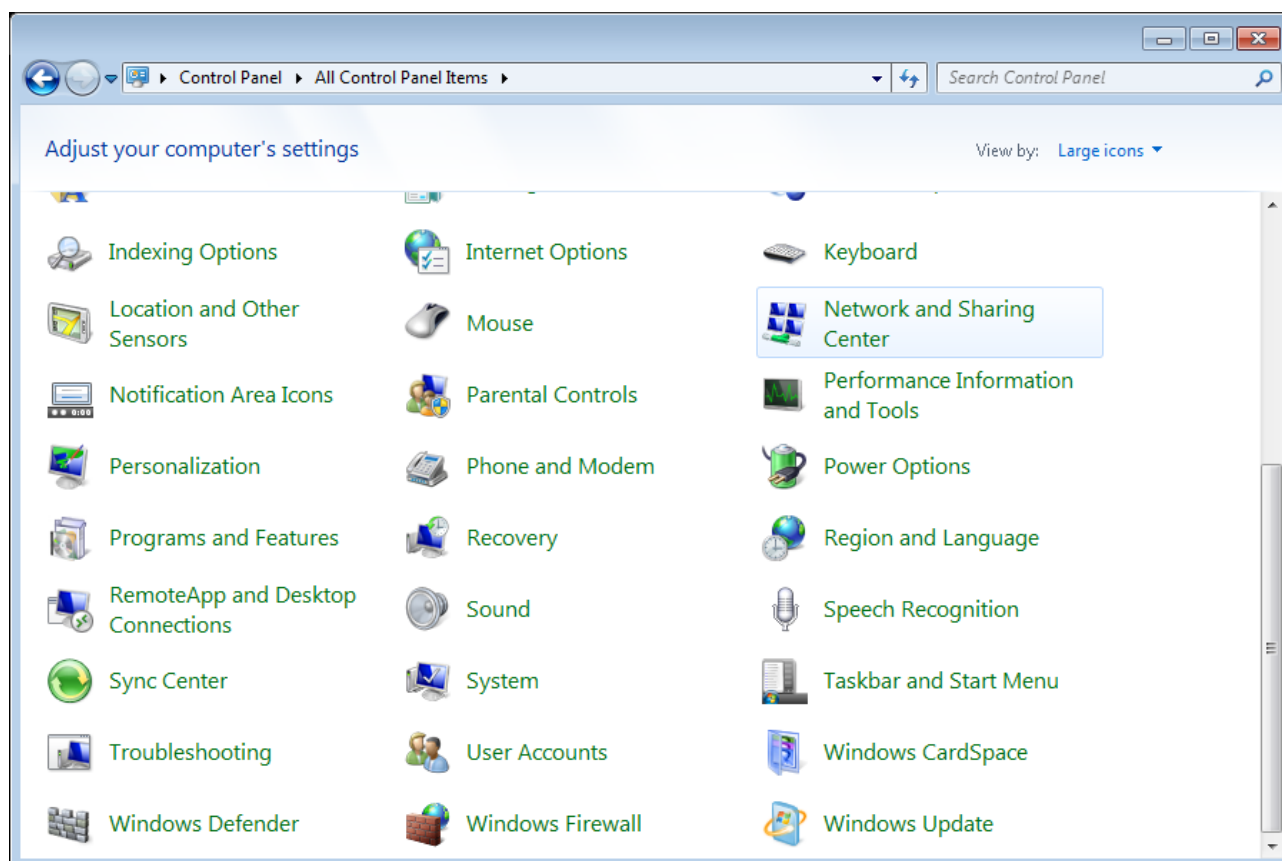 Control Panel All Control Panel Items Search Control Panel
Adjust your computer's settings View by: Large icons
Indexing Options Internet Options Keyboard
Location and Other Sensors Mouse Network and Sharing Center
Notification Area Icons Parental Controls Performance Information and Tools
Personalization Phone and Modem Power Options
Programs and Features Recovery Region and Language
RemoteApp and Desktop Connections Sound Speech Recognition
Sync Center System Taskbar and Start Menu
Troubleshooting User Accounts Windows CardSpace
Windows Defender Windows Firewall Windows Update